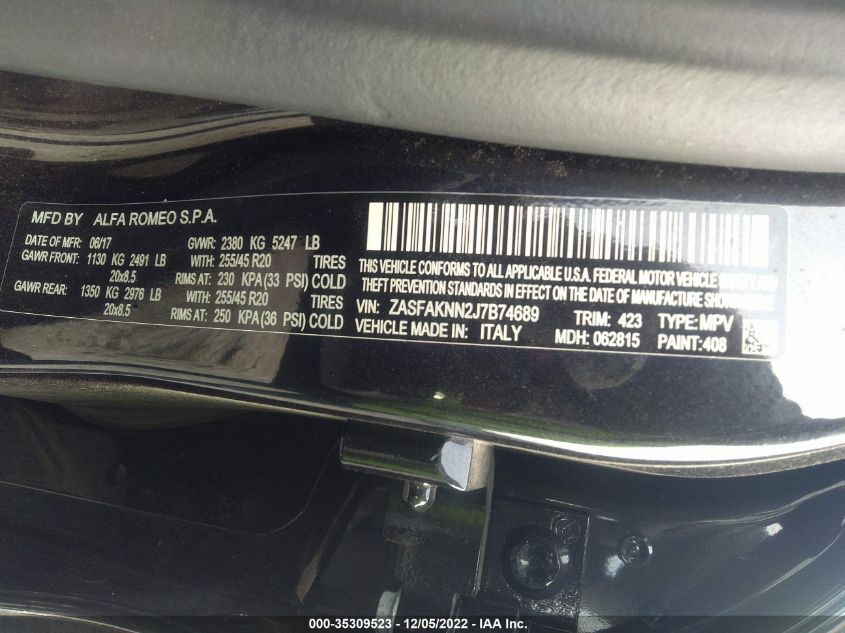 MFD BY ALFA ROMEO S.P.A.
DATE OF MFR 06/17 GVWR: 2380 KG 5247 LB
GAWR FRONT: 1130 KG 2491 LB WITH: 255/45 R20 TIRES
20x8.5 RIMS AT: 230 KPA(33 PSI) COLD
GAWR REAR: 1350 KG 2976 LB WITH: 255/45 R20 TIRES
20x8.5 RIMS AT: 250 KPA(36 PSI) COLD
THIS VEHICLE CONFORMS TO ALL APPLICABLE U.S.A. FEDERAL MOTOR VEHICLE SAFETY AND
THEFT PREVENTION STANDARDS IN EFFECT ON THE DATE OF MANUFACTURE SHOWN
VIN: ZASFAKNN2J7B74689 TRIM: 423 TYPE: MPV
VEHICLE MADE IN: ITALY MDH: 062815 PAINT: 408
000-35309523 - 12/05/2022 - IAA Inc.